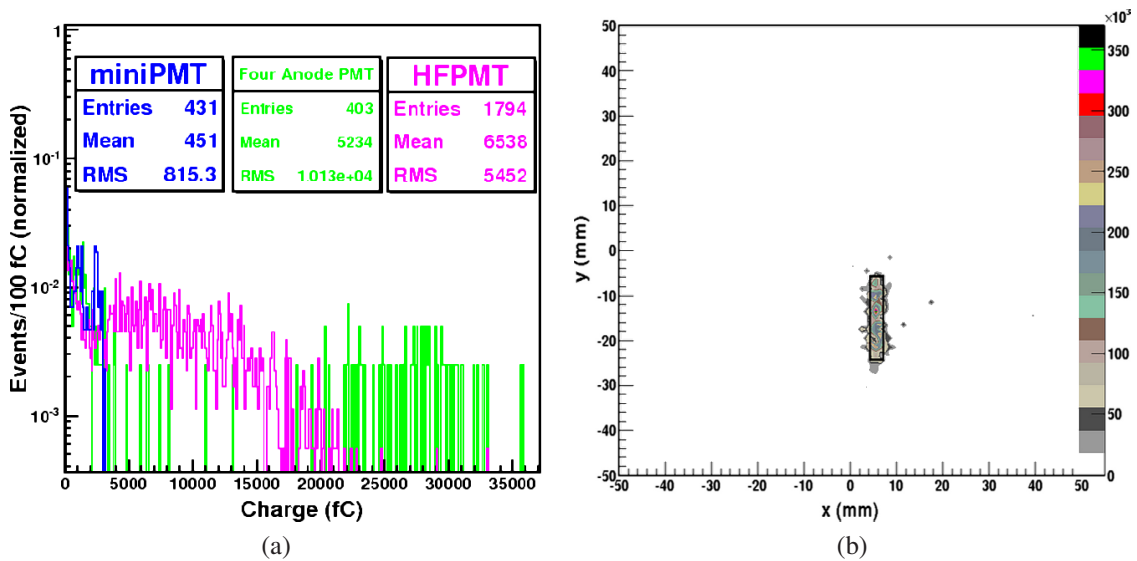 1
10⁻¹
10⁻²
10⁻³
Events/100 fC (normalized)
miniPMT
Entries 431
Mean 451
RMS 815.3
Four Anode PMT
Entries 403
Mean 5234
RMS 1.013e+04
HFPMT
Entries 1794
Mean 6538
RMS 5452
0 5000 10000 15000 20000 25000 30000 35000
Charge (fC)
(a)
y (mm)
50
40
30
20
10
0
-10
-20
-30
-40
-50
-50 -40 -30 -20 -10 0 10 20 30 40 50
x (mm)
×10³
350
300
250
200
150
100
50
0
(b)